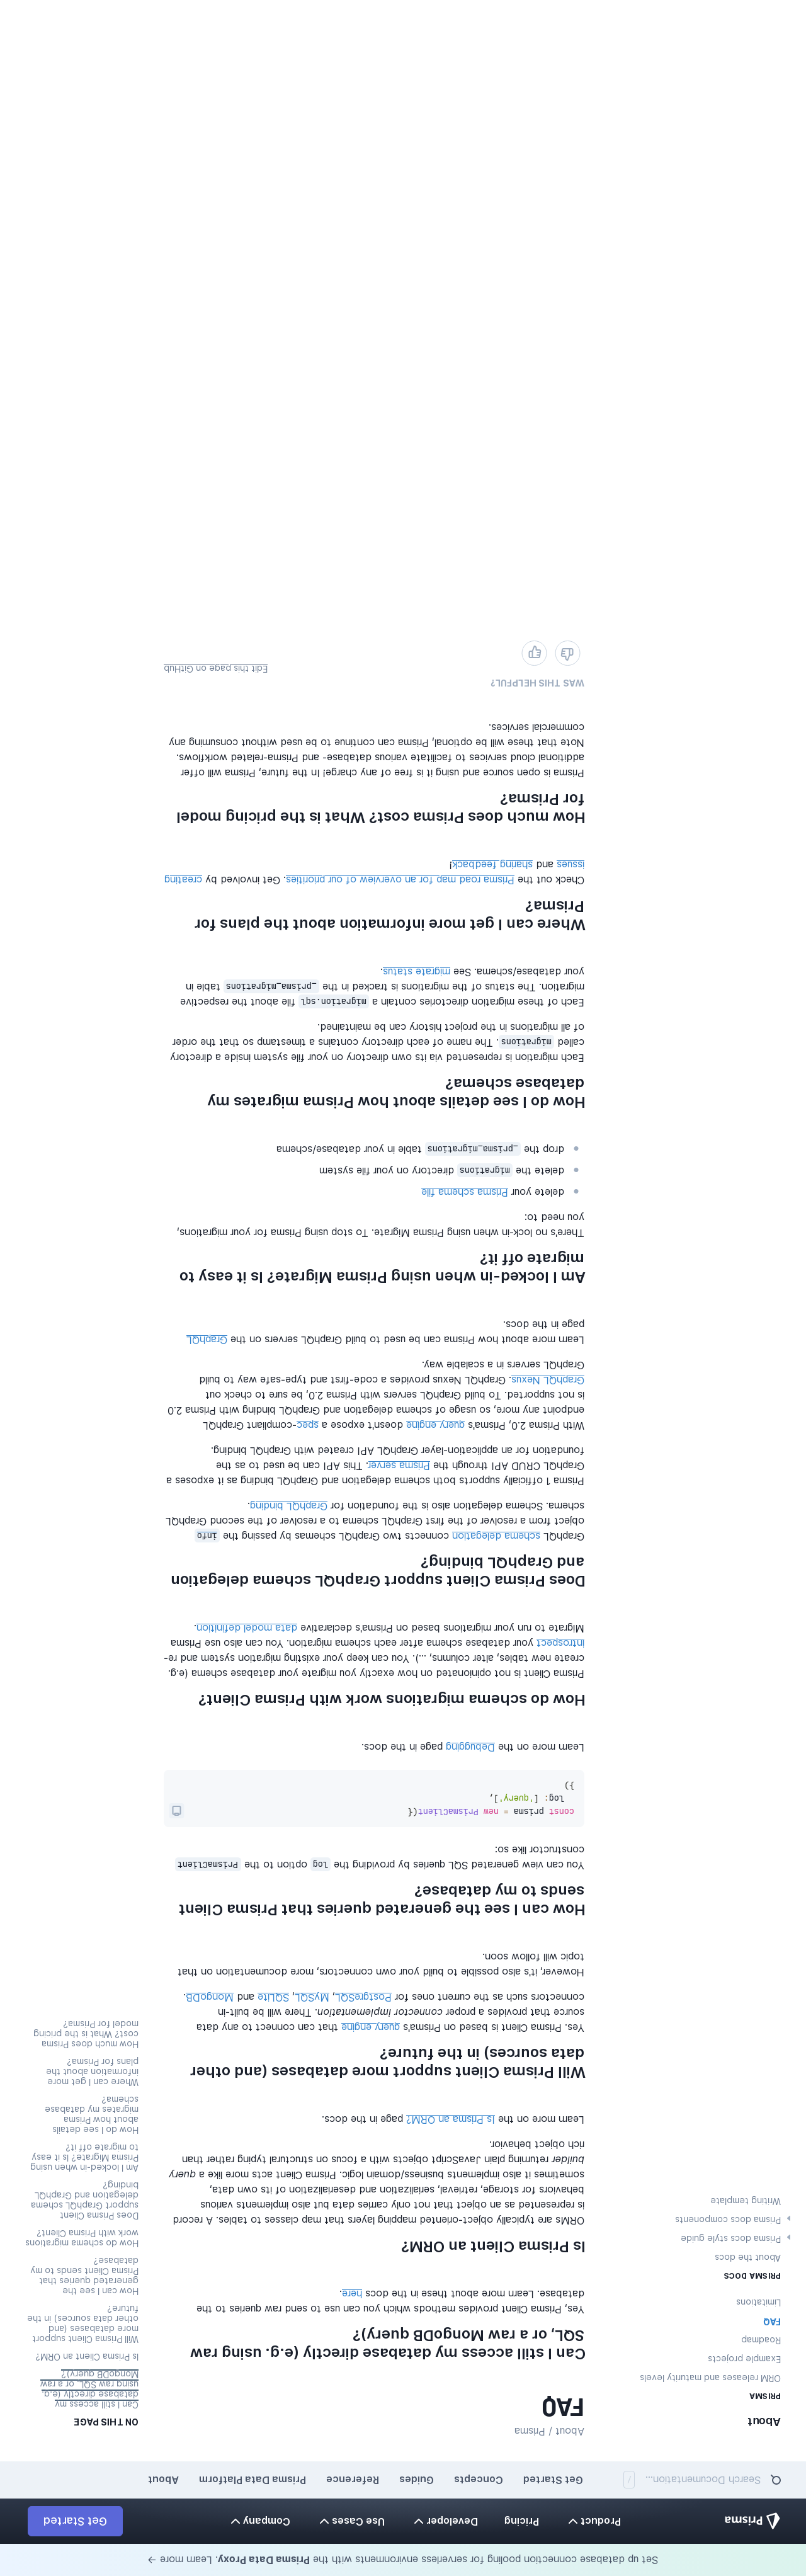 Set up database connection pooling for serverless environments with the Prisma Data Proxy. Learn more →
Prisma
Product
Pricing
Developer
Use Cases
Company
Get Started
Search Documentation...
/
Get Started
Concepts
Guides
Reference
Prisma Data Platform
About
About
PRISMA
ORM releases and maturity levels
Example projects
Roadmap
FAQ
Limitations
PRISMA DOCS
About the docs
Prisma docs style guide
Prisma docs components
Writing template
About / Prisma
FAQ
Can I still access my database directly (e.g. using raw
SQL, or a raw MongoDB query)?
Yes, Prisma Client provides methods which you can use to send raw queries to the
database. Learn more about these in the docs here.
Is Prisma Client an ORM?
ORMs are typically object-oriented mapping layers that map classes to tables. A record
is represented as an object that not only carries data but also implements various
behaviors for storage, retrieval, serialization and deserialization of its own data,
sometimes it also implements business/domain logic. Prisma Client acts more like a query
builder returning plain JavaScript objects with a focus on structural typing rather than
rich object behavior.
Learn more on the Is Prisma an ORM? page in the docs.
Will Prisma Client support more databases (and other
data sources) in the future?
Yes. Prisma Client is based on Prisma's query engine that can connect to any data
source that provides a proper connector implementation. There will be built-in
connectors such as the current ones for PostgreSQL, MySQL, SQLite and MongoDB.
However, it's also possible to build your own connectors, more documentation on that
topic will follow soon.
How can I see the generated queries that Prisma Client
sends to my database?
You can view generated SQL queries by providing the log option to the PrismaClient
constructor like so:
const prisma = new PrismaClient({
log: ['query'],
})
Learn more on the Debugging page in the docs.
How do schema migrations work with Prisma Client?
Prisma Client is not opinionated on how exactly you migrate your database schema (e.g.
create new tables, alter columns, ...). You can keep your existing migration system and re-
introspect your database schema after each schema migration. You can also use Prisma
Migrate to run your migrations based on Prisma's declarative data model definition.
Does Prisma Client support GraphQL schema delegation
and GraphQL binding?
GraphQL schema delegation connects two GraphQL schemas by passing the info
object from a resolver of the first GraphQL schema to a resolver of the second GraphQL
schema. Schema delegation also is the foundation for GraphQL binding.
Prisma 1 officially supports both schema delegation and GraphQL binding as it exposes a
GraphQL CRUD API through the Prisma server. This API can be used to as the
foundation for an application-layer GraphQL API created with GraphQL binding.
With Prisma 2.0, Prisma's query engine doesn't expose a spec-compliant GraphQL
endpoint any more, so usage of schema delegation and GraphQL binding with Prisma 2.0
is not supported. To build GraphQL servers with Prisma 2.0, be sure to check out
GraphQL Nexus. GraphQL Nexus provides a code-first and type-safe way to build
GraphQL servers in a scalable way.
Learn more about how Prisma can be used to build GraphQL servers on the GraphQL
page in the docs.
Am I locked-in when using Prisma Migrate? Is it easy to
migrate off it?
There's no lock-in when using Prisma Migrate. To stop using Prisma for your migrations,
you need to:
delete your Prisma schema file
delete the migrations directory on your file system
drop the _prisma_migrations table in your database/schema
How do I see details about how Prisma migrates my
database schema?
Each migration is represented via its own directory on your file system inside a directory
called migrations. The name of each directory contains a timestamp so that the order
of all migrations in the project history can be maintained.
Each of these migration directories contain a migration.sql file about the respective
migration. The status of the migrations is tracked in the _prisma_migrations table in
your database/schema. See migrate status.
Where can I get more information about the plans for
Prisma?
Check out the Prisma road map for an overview of our priorities. Get involved by creating
issues and sharing feedback!
How much does Prisma cost? What is the pricing model
for Prisma?
Prisma is open source and using it is free of any charge! In the future, Prisma will offer
additional cloud services to facilitate various database- and Prisma-related workflows.
Note that these will be optional, Prisma can continue to be used without consuming any
commercial services.
WAS THIS HELPFUL?
Edit this page on GitHub
ON THIS PAGE
Can I still access my
database directly (e.g.
using raw SQL, or a raw
MongoDB query)?
Is Prisma Client an ORM?
Will Prisma Client support
more databases (and
other data sources) in the
future?
How can I see the
generated queries that
Prisma Client sends to my
database?
How do schema migrations
work with Prisma Client?
Does Prisma Client
support GraphQL schema
delegation and GraphQL
binding?
Am I locked-in when using
Prisma Migrate? Is it easy
to migrate off it?
How do I see details
about how Prisma
migrates my database
schema?
Where can I get more
information about the
plans for Prisma?
How much does Prisma
cost? What is the pricing
model for Prisma?